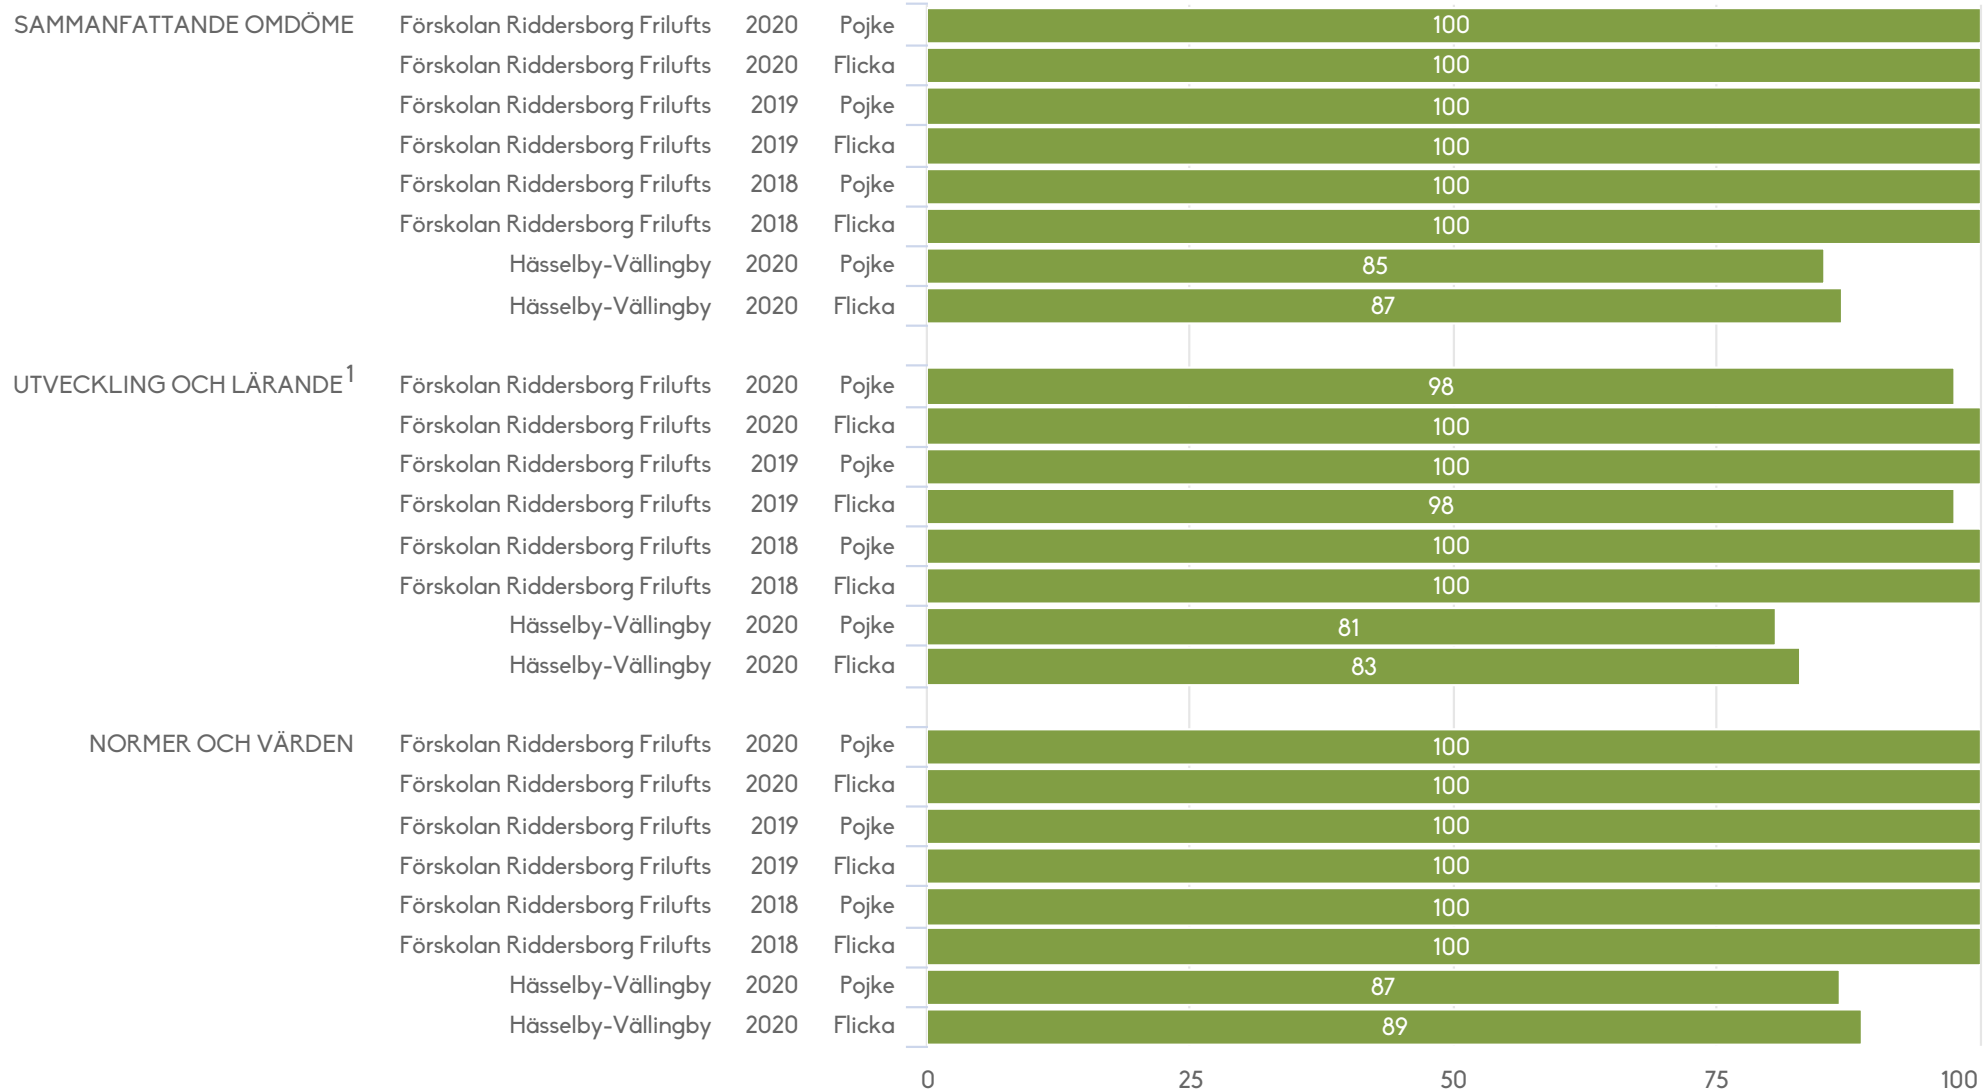 SAMMANFATTANDE OMDÖME Förskolan Riddersborg Frilufts 2020 Pojke 100
Förskolan Riddersborg Frilufts 2020 Flicka 100
Förskolan Riddersborg Frilufts 2019 Pojke 100
Förskolan Riddersborg Frilufts 2019 Flicka 100
Förskolan Riddersborg Frilufts 2018 Pojke 100
Förskolan Riddersborg Frilufts 2018 Flicka 100
Hässelby-Vällingby 2020 Pojke 85
Hässelby-Vällingby 2020 Flicka 87
UTVECKLING OCH LÄRANDE¹ Förskolan Riddersborg Frilufts 2020 Pojke 98
Förskolan Riddersborg Frilufts 2020 Flicka 100
Förskolan Riddersborg Frilufts 2019 Pojke 100
Förskolan Riddersborg Frilufts 2019 Flicka 98
Förskolan Riddersborg Frilufts 2018 Pojke 100
Förskolan Riddersborg Frilufts 2018 Flicka 100
Hässelby-Vällingby 2020 Pojke 81
Hässelby-Vällingby 2020 Flicka 83
NORMER OCH VÄRDEN Förskolan Riddersborg Frilufts 2020 Pojke 100
Förskolan Riddersborg Frilufts 2020 Flicka 100
Förskolan Riddersborg Frilufts 2019 Pojke 100
Förskolan Riddersborg Frilufts 2019 Flicka 100
Förskolan Riddersborg Frilufts 2018 Pojke 100
Förskolan Riddersborg Frilufts 2018 Flicka 100
Hässelby-Vällingby 2020 Pojke 87
Hässelby-Vällingby 2020 Flicka 89
0 25 50 75 100